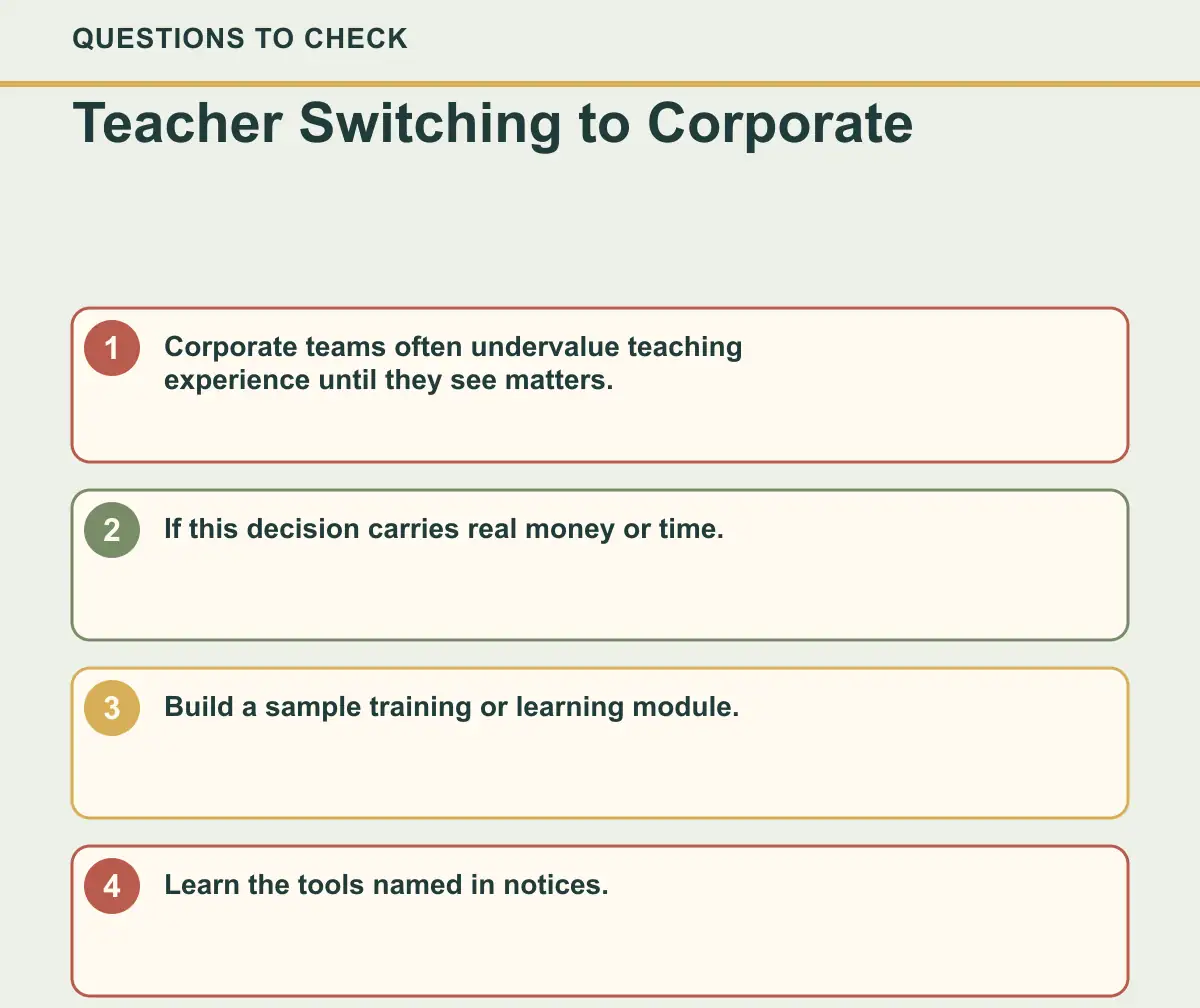 QUESTIONS TO CHECK
Teacher Switching to Corporate
1
Corporate teams often undervalue teaching
experience until they see matters.
2
If this decision carries real money or time.
3
Build a sample training or learning module.
4
Learn the tools named in notices.